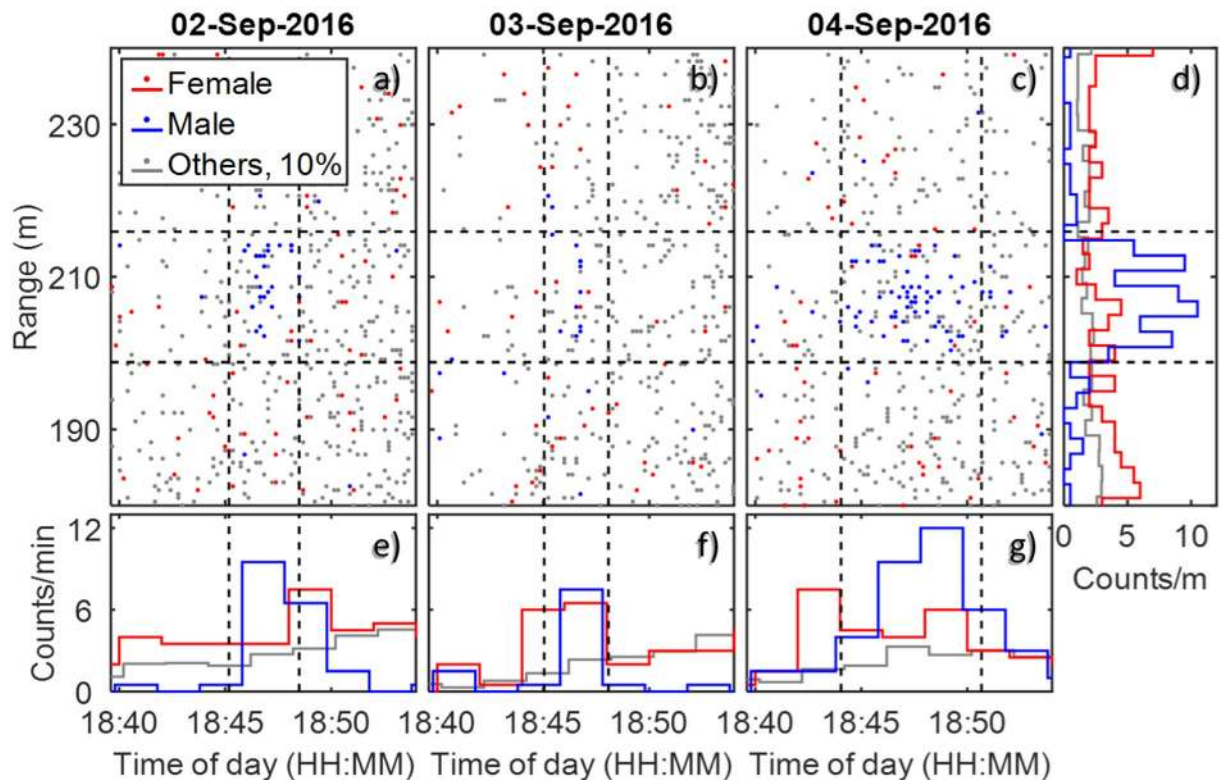 02-Sep-2016 03-Sep-2016 04-Sep-2016
a) b) c) d)
Female
Male
Others, 10%
230
210
190
Range (m)
e) f) g)
12
6
0
Counts/min
18:40 18:45 18:50 18:40 18:45 18:50 18:40 18:45 18:50
Time of day (HH:MM) Time of day (HH:MM) Time of day (HH:MM)
0 5 10
Counts/m